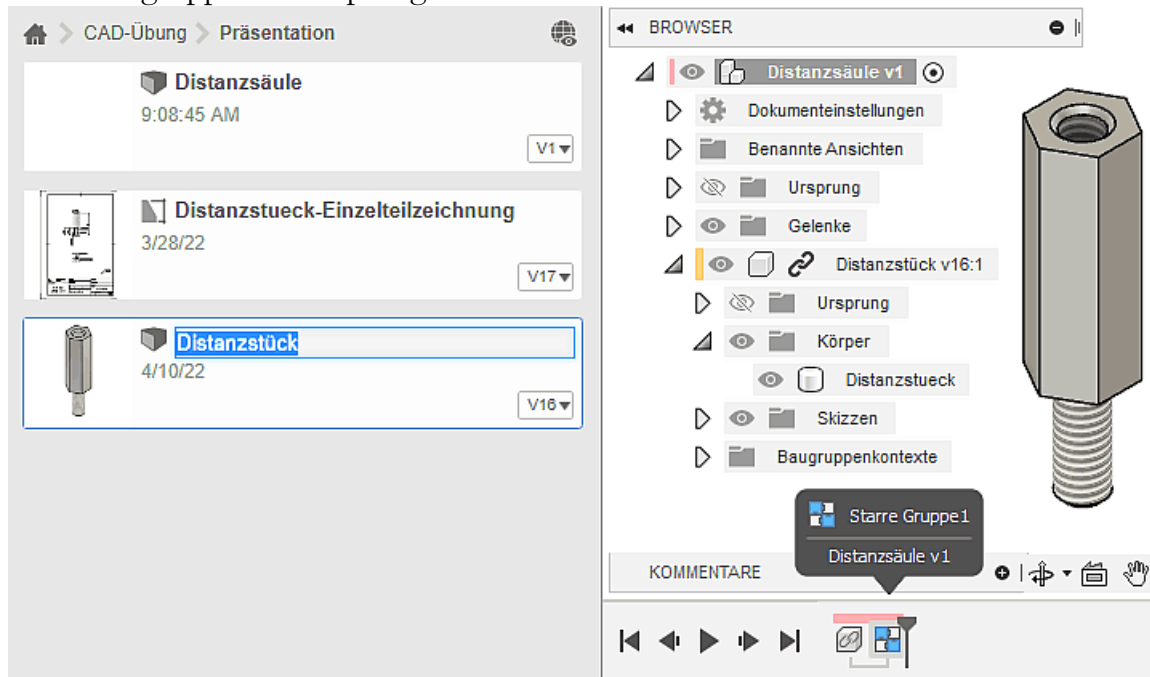 CAD-Übung > Präsentation
Distanzsäule
9:08:45 AM
V1
Distanzstueck-Einzelteilzeichnung
3/28/22
V17
Distanzstück
4/10/22
V16
BROWSER
Distanzsäule v1
Dokumenteinstellungen
Benannte Ansichten
Ursprung
Gelenke
Distanzstück v16:1
Ursprung
Körper
Distanzstueck
Skizzen
Baugruppenkontexte
Starre Gruppe1
Distanzsäule v1
KOMMENTARE